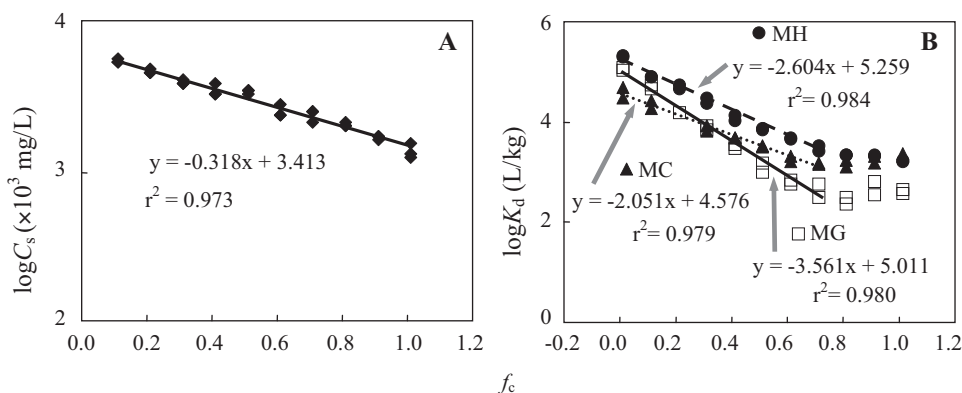 A
4
3
2
logCs (×10³ mg/L)
y = -0.318x + 3.413
r² = 0.973
0.0 0.2 0.4 0.6 0.8 1.0 1.2
B
6
4
2
0
logKd (L/kg)
MH
y = -2.604x + 5.259
r² = 0.984
MC
y = -2.051x + 4.576
r² = 0.979
MG
y = -3.561x + 5.011
r² = 0.980
-0.2 0.0 0.2 0.4 0.6 0.8 1.0 1.2
fc